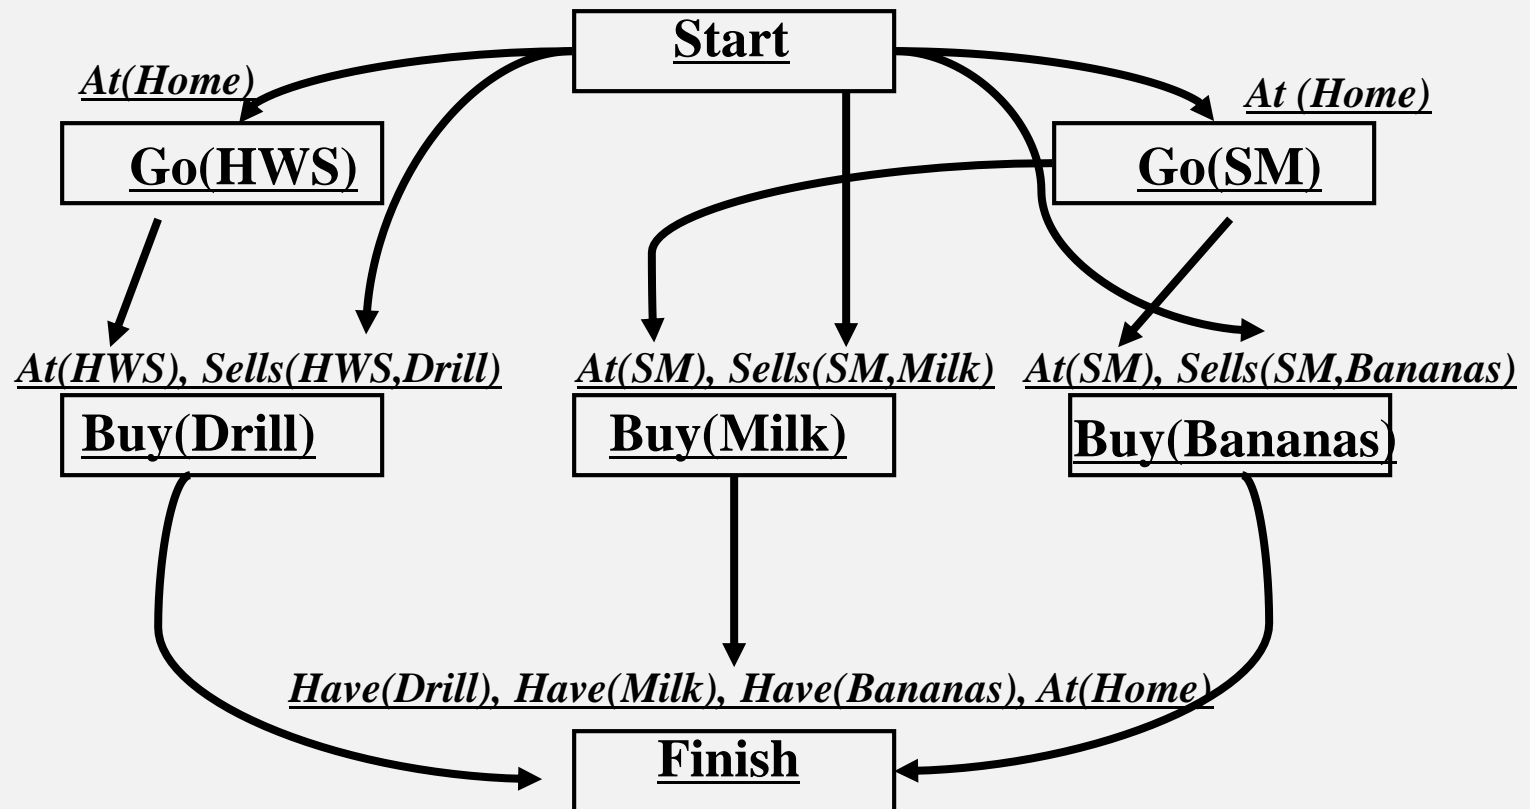 Start
At(Home)
At (Home)
Go(HWS)
Go(SM)
At(HWS), Sells(HWS,Drill)
At(SM), Sells(SM,Milk)
At(SM), Sells(SM,Bananas)
Buy(Drill)
Buy(Milk)
Buy(Bananas)
Have(Drill), Have(Milk), Have(Bananas), At(Home)
Finish